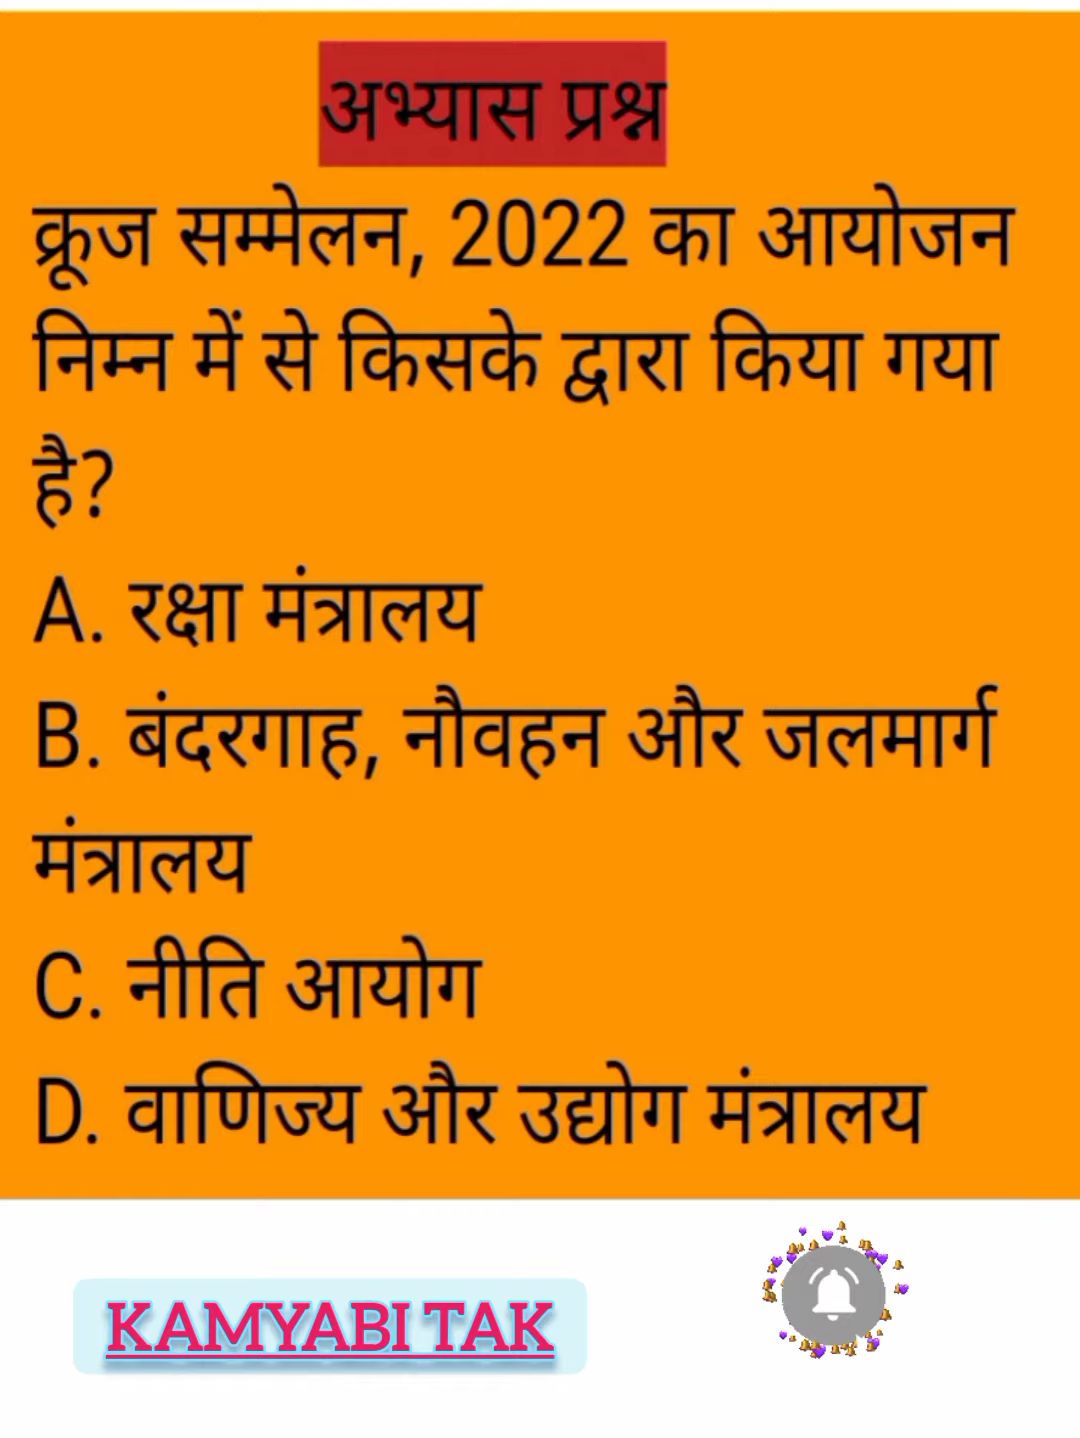 अभ्यास प्रश्न
क्रूज सम्मेलन, 2022 का आयोजन
निम्न में से किसके द्वारा किया गया
है?
A. रक्षा मंत्रालय
B. बंदरगाह, नौवहन और जलमार्ग
मंत्रालय
C. नीति आयोग
D. वाणिज्य और उद्योग मंत्रालय
KAMYABI TAK